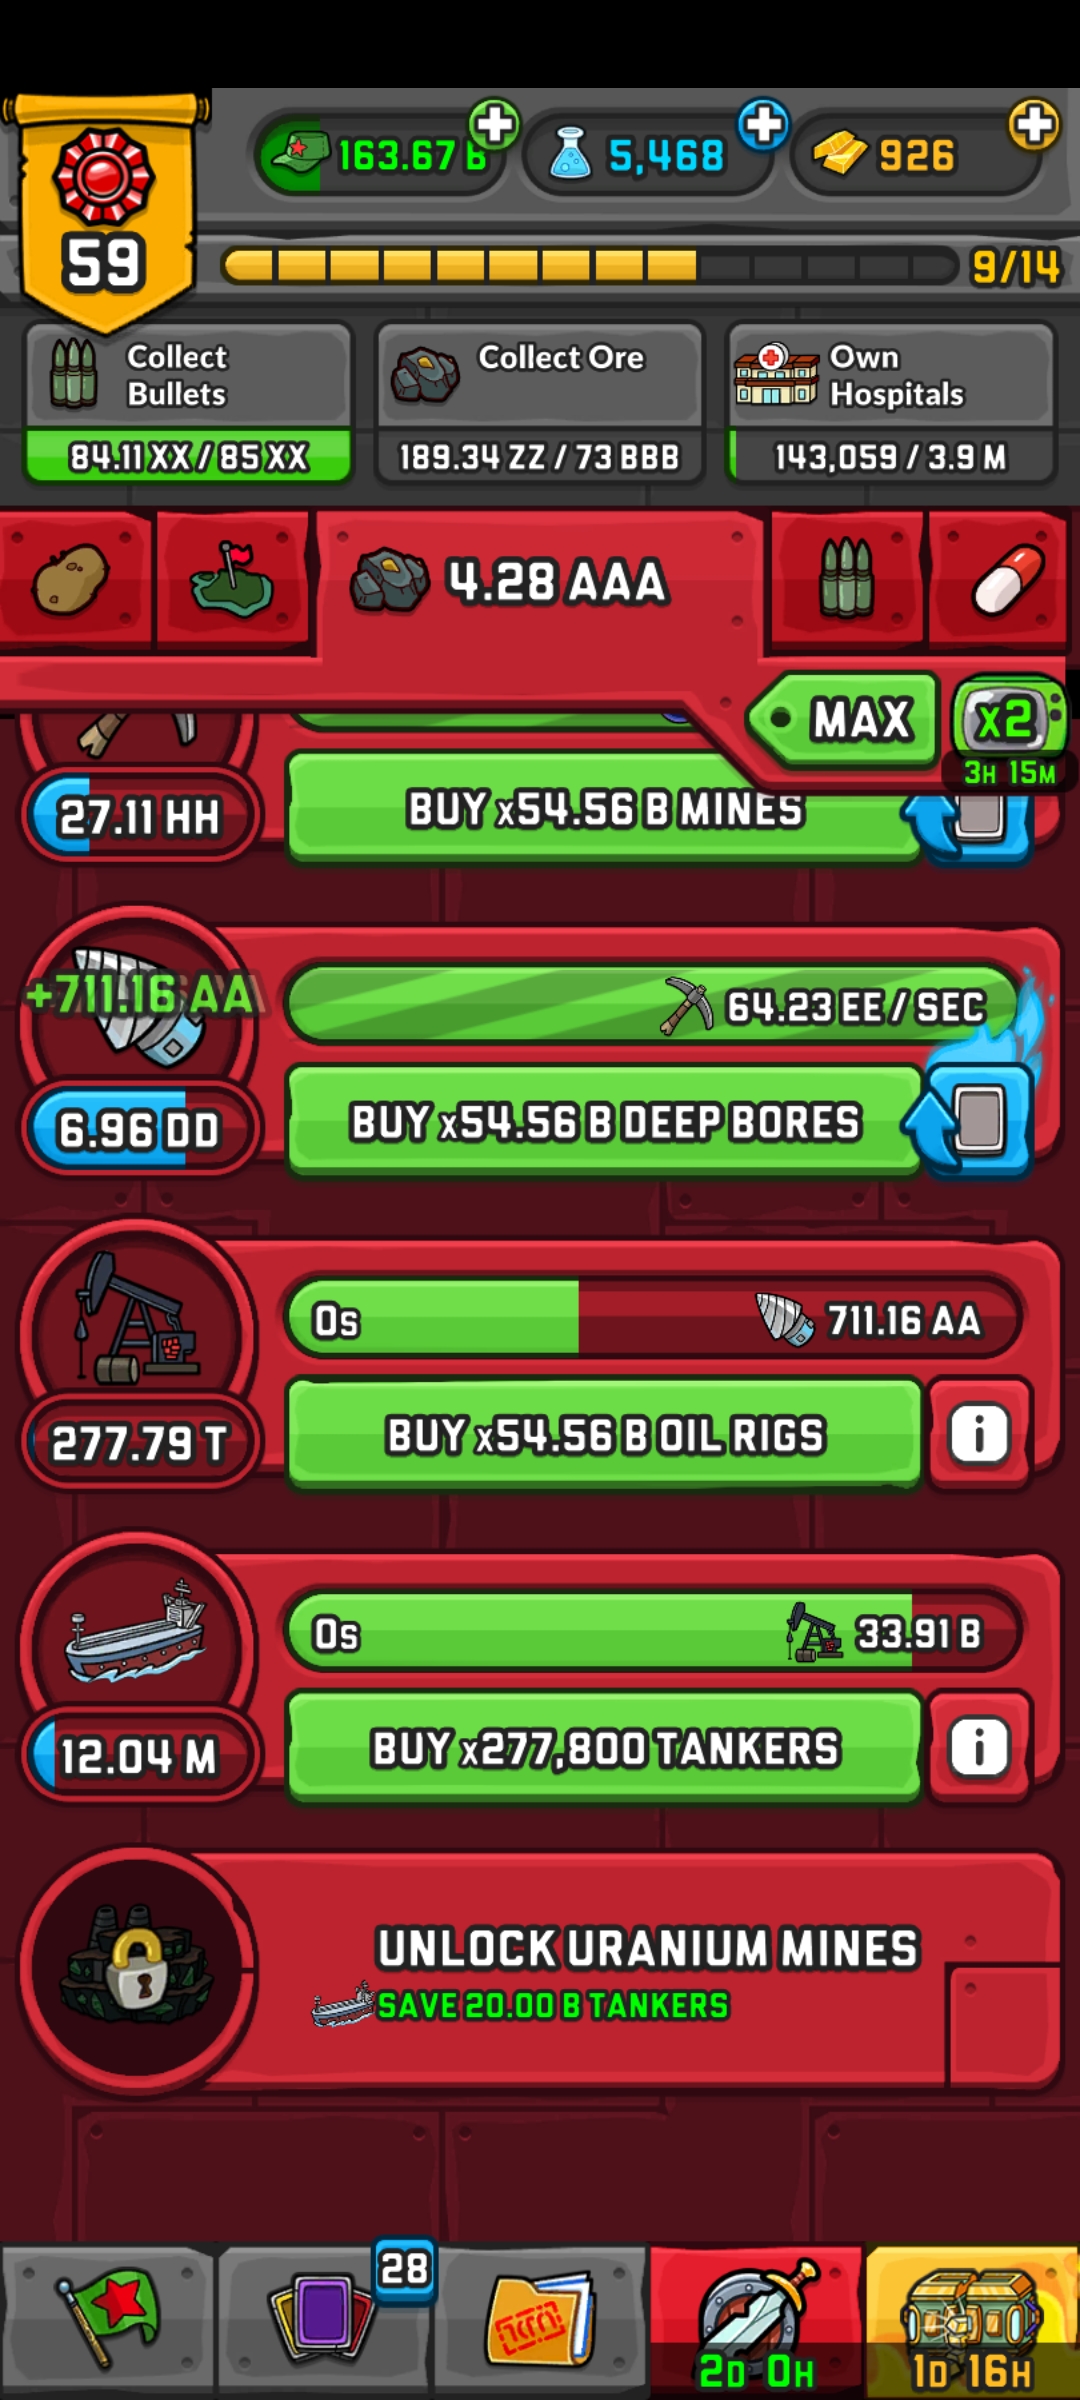 163.67 B
5,468
926
59
9/14
Collect
Bullets
84.11 XX / 85 XX
Collect Ore
189.34 ZZ / 73 BBB
Own
Hospitals
143,059 / 3.9 M
4.28 AAA
MAX
x2
3H 15M
27.11 HH
BUY x54.56 B MINES
+711.16 AA
64.23 EE / SEC
6.96 DD
BUY x54.56 B DEEP BORES
0s
711.16 AA
277.79 T
BUY x54.56 B OIL RIGS
i
0s
33.91 B
12.04 M
BUY x277,800 TANKERS
i
UNLOCK URANIUM MINES
SAVE 20.00 B TANKERS
28
2D 0H
1D 16H